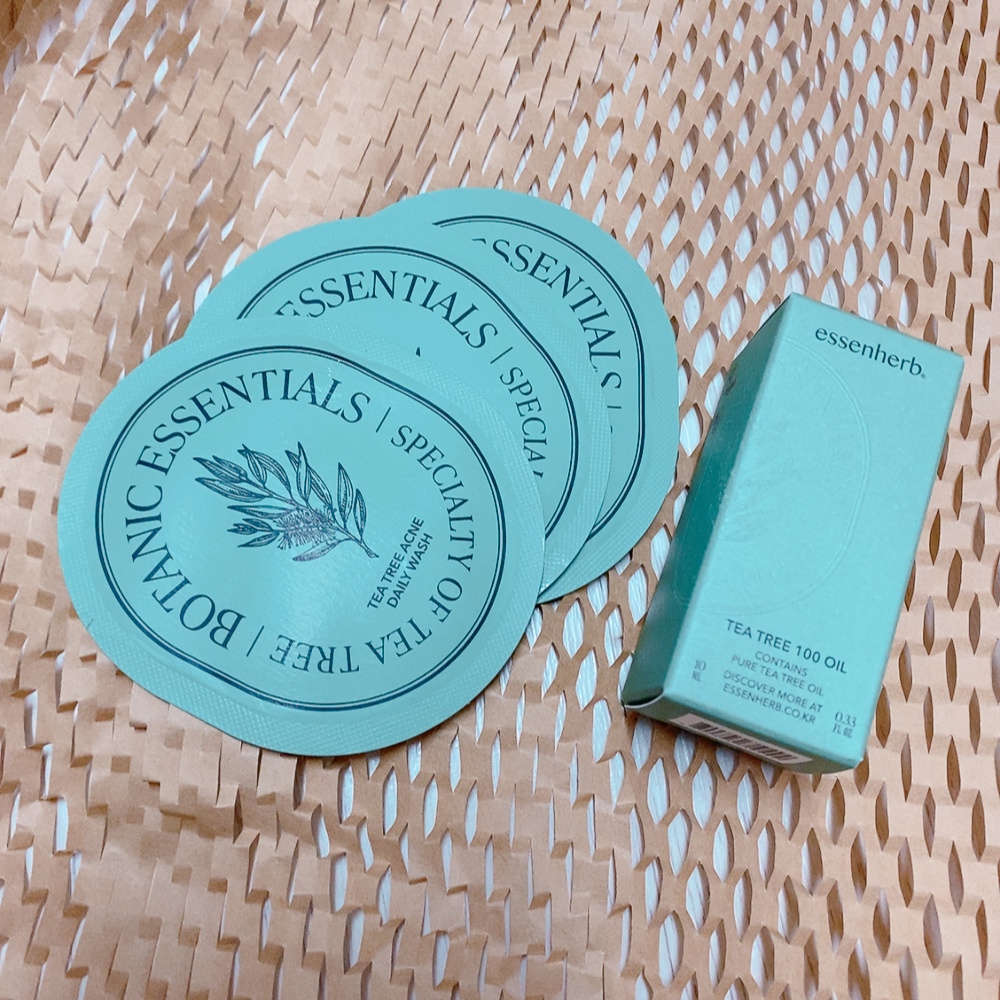 BOTANIC ESSENTIALS | SPECIALTY OF TEA TREE |
TEA TREE ACNE
DAILY WASH
ESSENTIALS | SPECIAL
ESSENTIALS |
essenherb.
TEA TREE 100 OIL
CONTAINS
PURE TEA TREE OIL
DISCOVER MORE AT
ESSENHERB.CO.KR
10
ML
0.33
FL OZ.